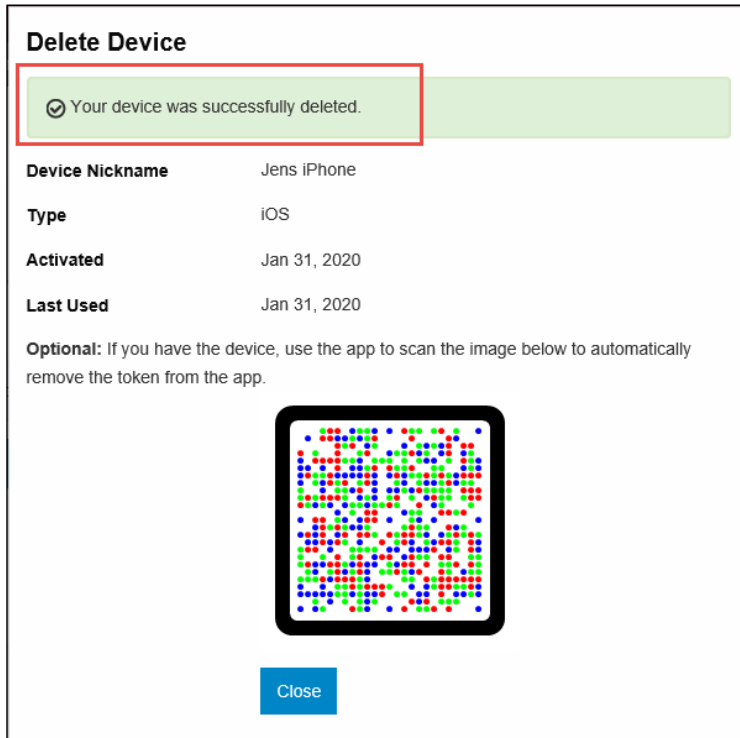 Delete Device
Your device was successfully deleted.
Device Nickname Jens iPhone
Type iOS
Activated Jan 31, 2020
Last Used Jan 31, 2020
Optional: If you have the device, use the app to scan the image below to automatically
remove the token from the app.
Close